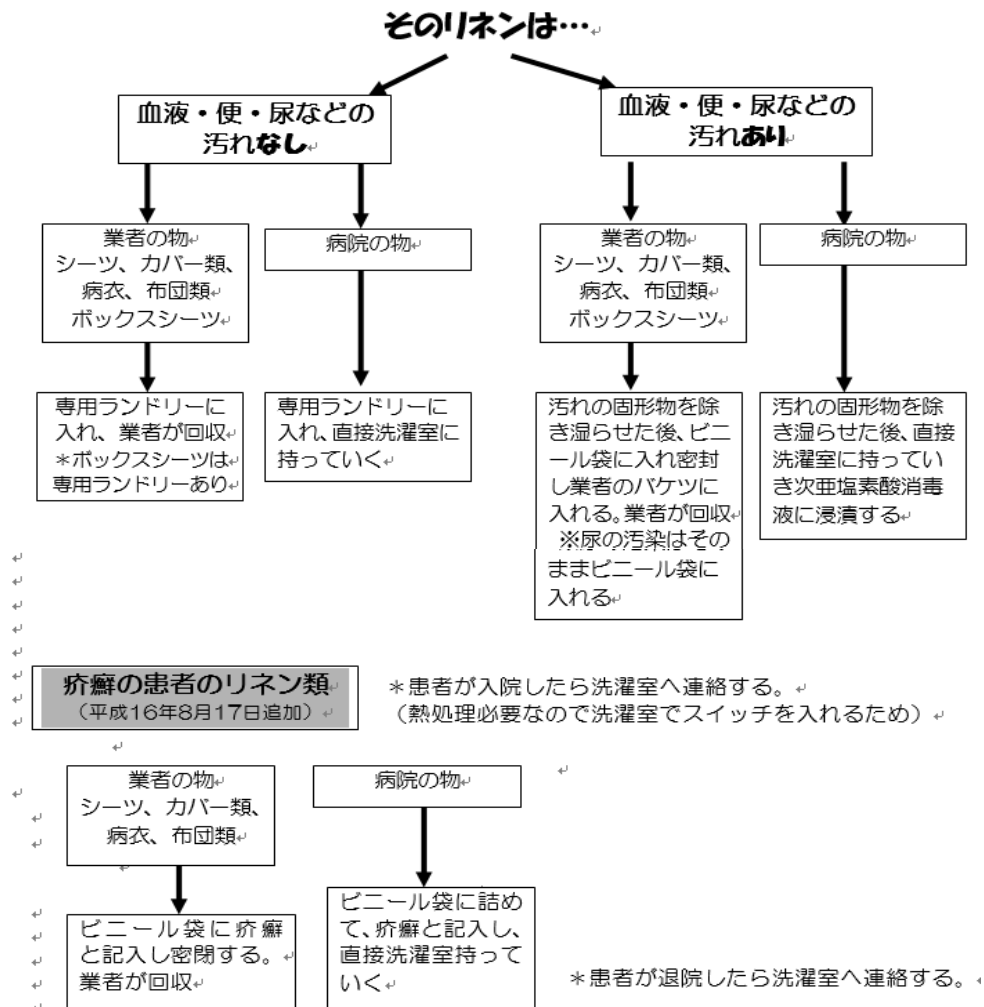 そのリネンは…
血液・便・尿などの
汚れなし
血液・便・尿などの
汚れあり
業者の物
シーツ、カバー類、
病衣、布団類
ボックスシーツ
病院の物
業者の物
シーツ、カバー類、
病衣、布団類
ボックスシーツ
病院の物
専用ランドリーに
入れ、業者が回収
＊ボックスシーツは
専用ランドリーあり
専用ランドリーに
入れ、直接洗濯室に
持っていく
汚れの固形物を除
き湿らせた後、ビニ
ール袋に入れ密封
し業者のバケツに
入れる。業者が回収
※尿の汚染はその
ままビニール袋に
入れる
汚れの固形物を除
き湿らせた後、直接
洗濯室に持ってい
き次亜塩素酸消毒
液に浸漬する
疥癬の患者のリネン類
（平成16年8月17日追加）
＊患者が入院したら洗濯室へ連絡する。
（熱処理必要なので洗濯室でスイッチを入れるため）
業者の物
シーツ、カバー類、
病衣、布団類
病院の物
ビニール袋に疥癬
と記入し密閉する。
業者が回収
ビニール袋に詰め
て、疥癬と記入し、
直接洗濯室持って
いく
＊患者が退院したら洗濯室へ連絡する。